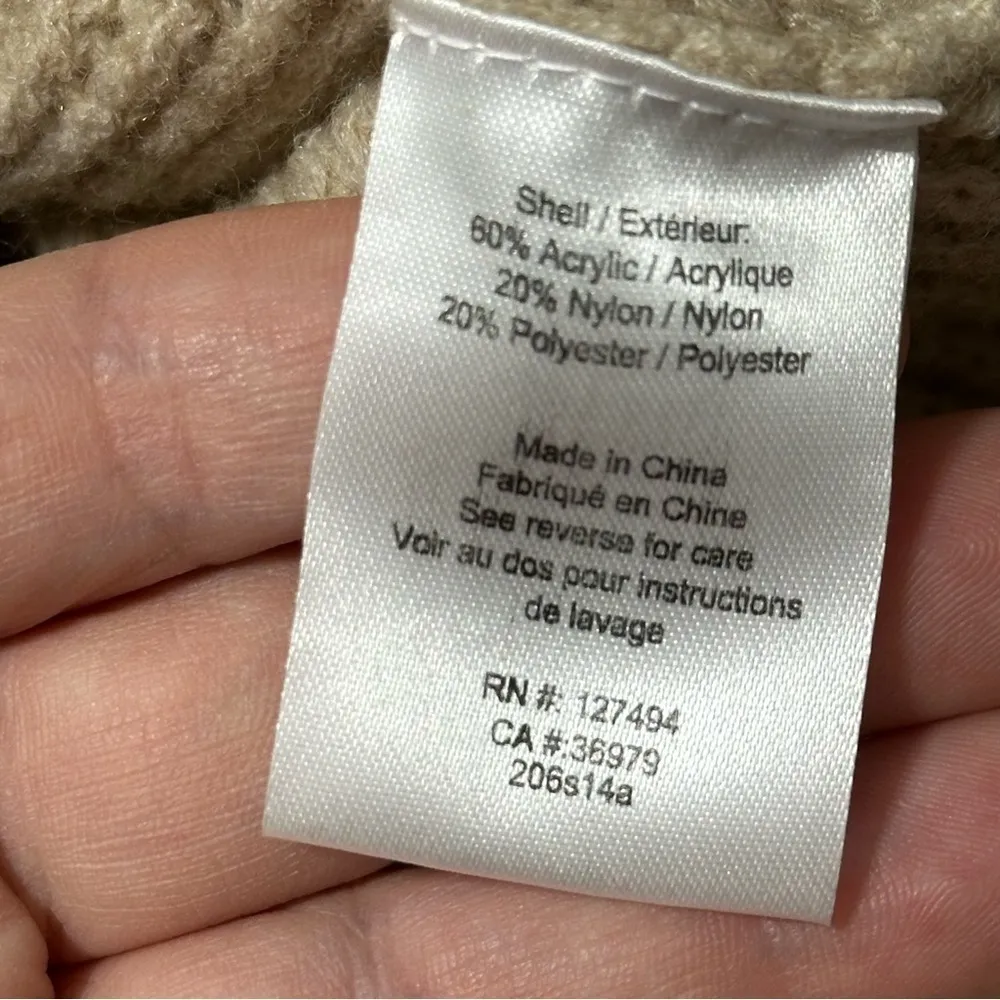 Shell / Extérieur:
60% Acrylic / Acrylique
20% Nylon / Nylon
20% Polyester / Polyester
Made in China
Fabriqué en Chine
See reverse for care
Voir au dos pour instructions
de lavage
RN #: 127494
CA #:36979
206s14a